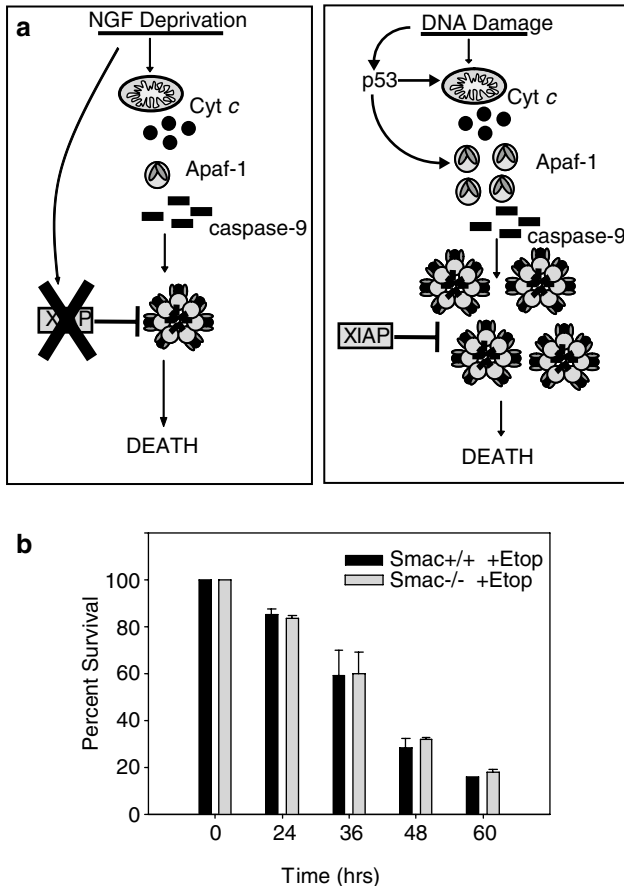 a
NGF Deprivation
Cyt c
Apaf-1
caspase-9
X P
DEATH
DNA Damage
p53
Cyt c
Apaf-1
caspase-9
XIAP
DEATH
b
Smac+/+ +Etop
Smac-/- +Etop
Percent Survival
100
80
60
40
20
0
0 24 36 48 60
Time (hrs)